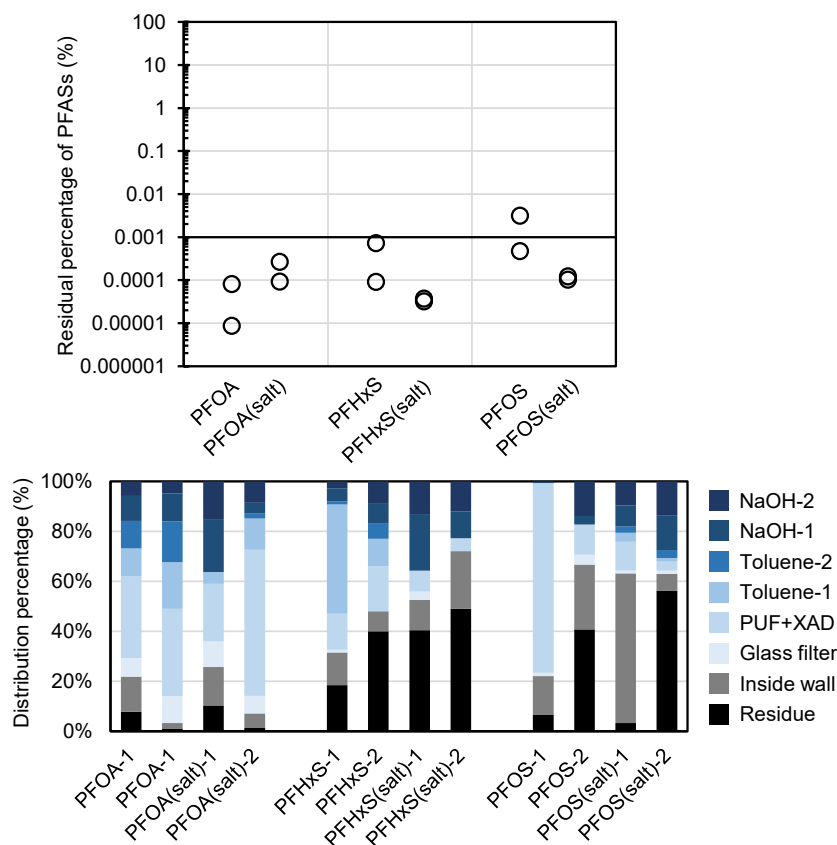 Residual percentage of PFASs (%)
100
10
1
0.1
0.01
0.001
0.0001
0.00001
0.000001
PFOA
PFOA(salt)
PFHxS
PFHxS(salt)
PFOS
PFOS(salt)
Distribution percentage (%)
100%
80%
60%
40%
20%
0%
PFOA-1
PFOA-1
PFOA(salt)-1
PFOA(salt)-2
PFHxS-1
PFHxS-2
PFHxS(salt)-1
PFHxS(salt)-2
PFOS-1
PFOS-2
PFOS(salt)-1
PFOS(salt)-2
NaOH-2
NaOH-1
Toluene-2
Toluene-1
PUF+XAD
Glass filter
Inside wall
Residue